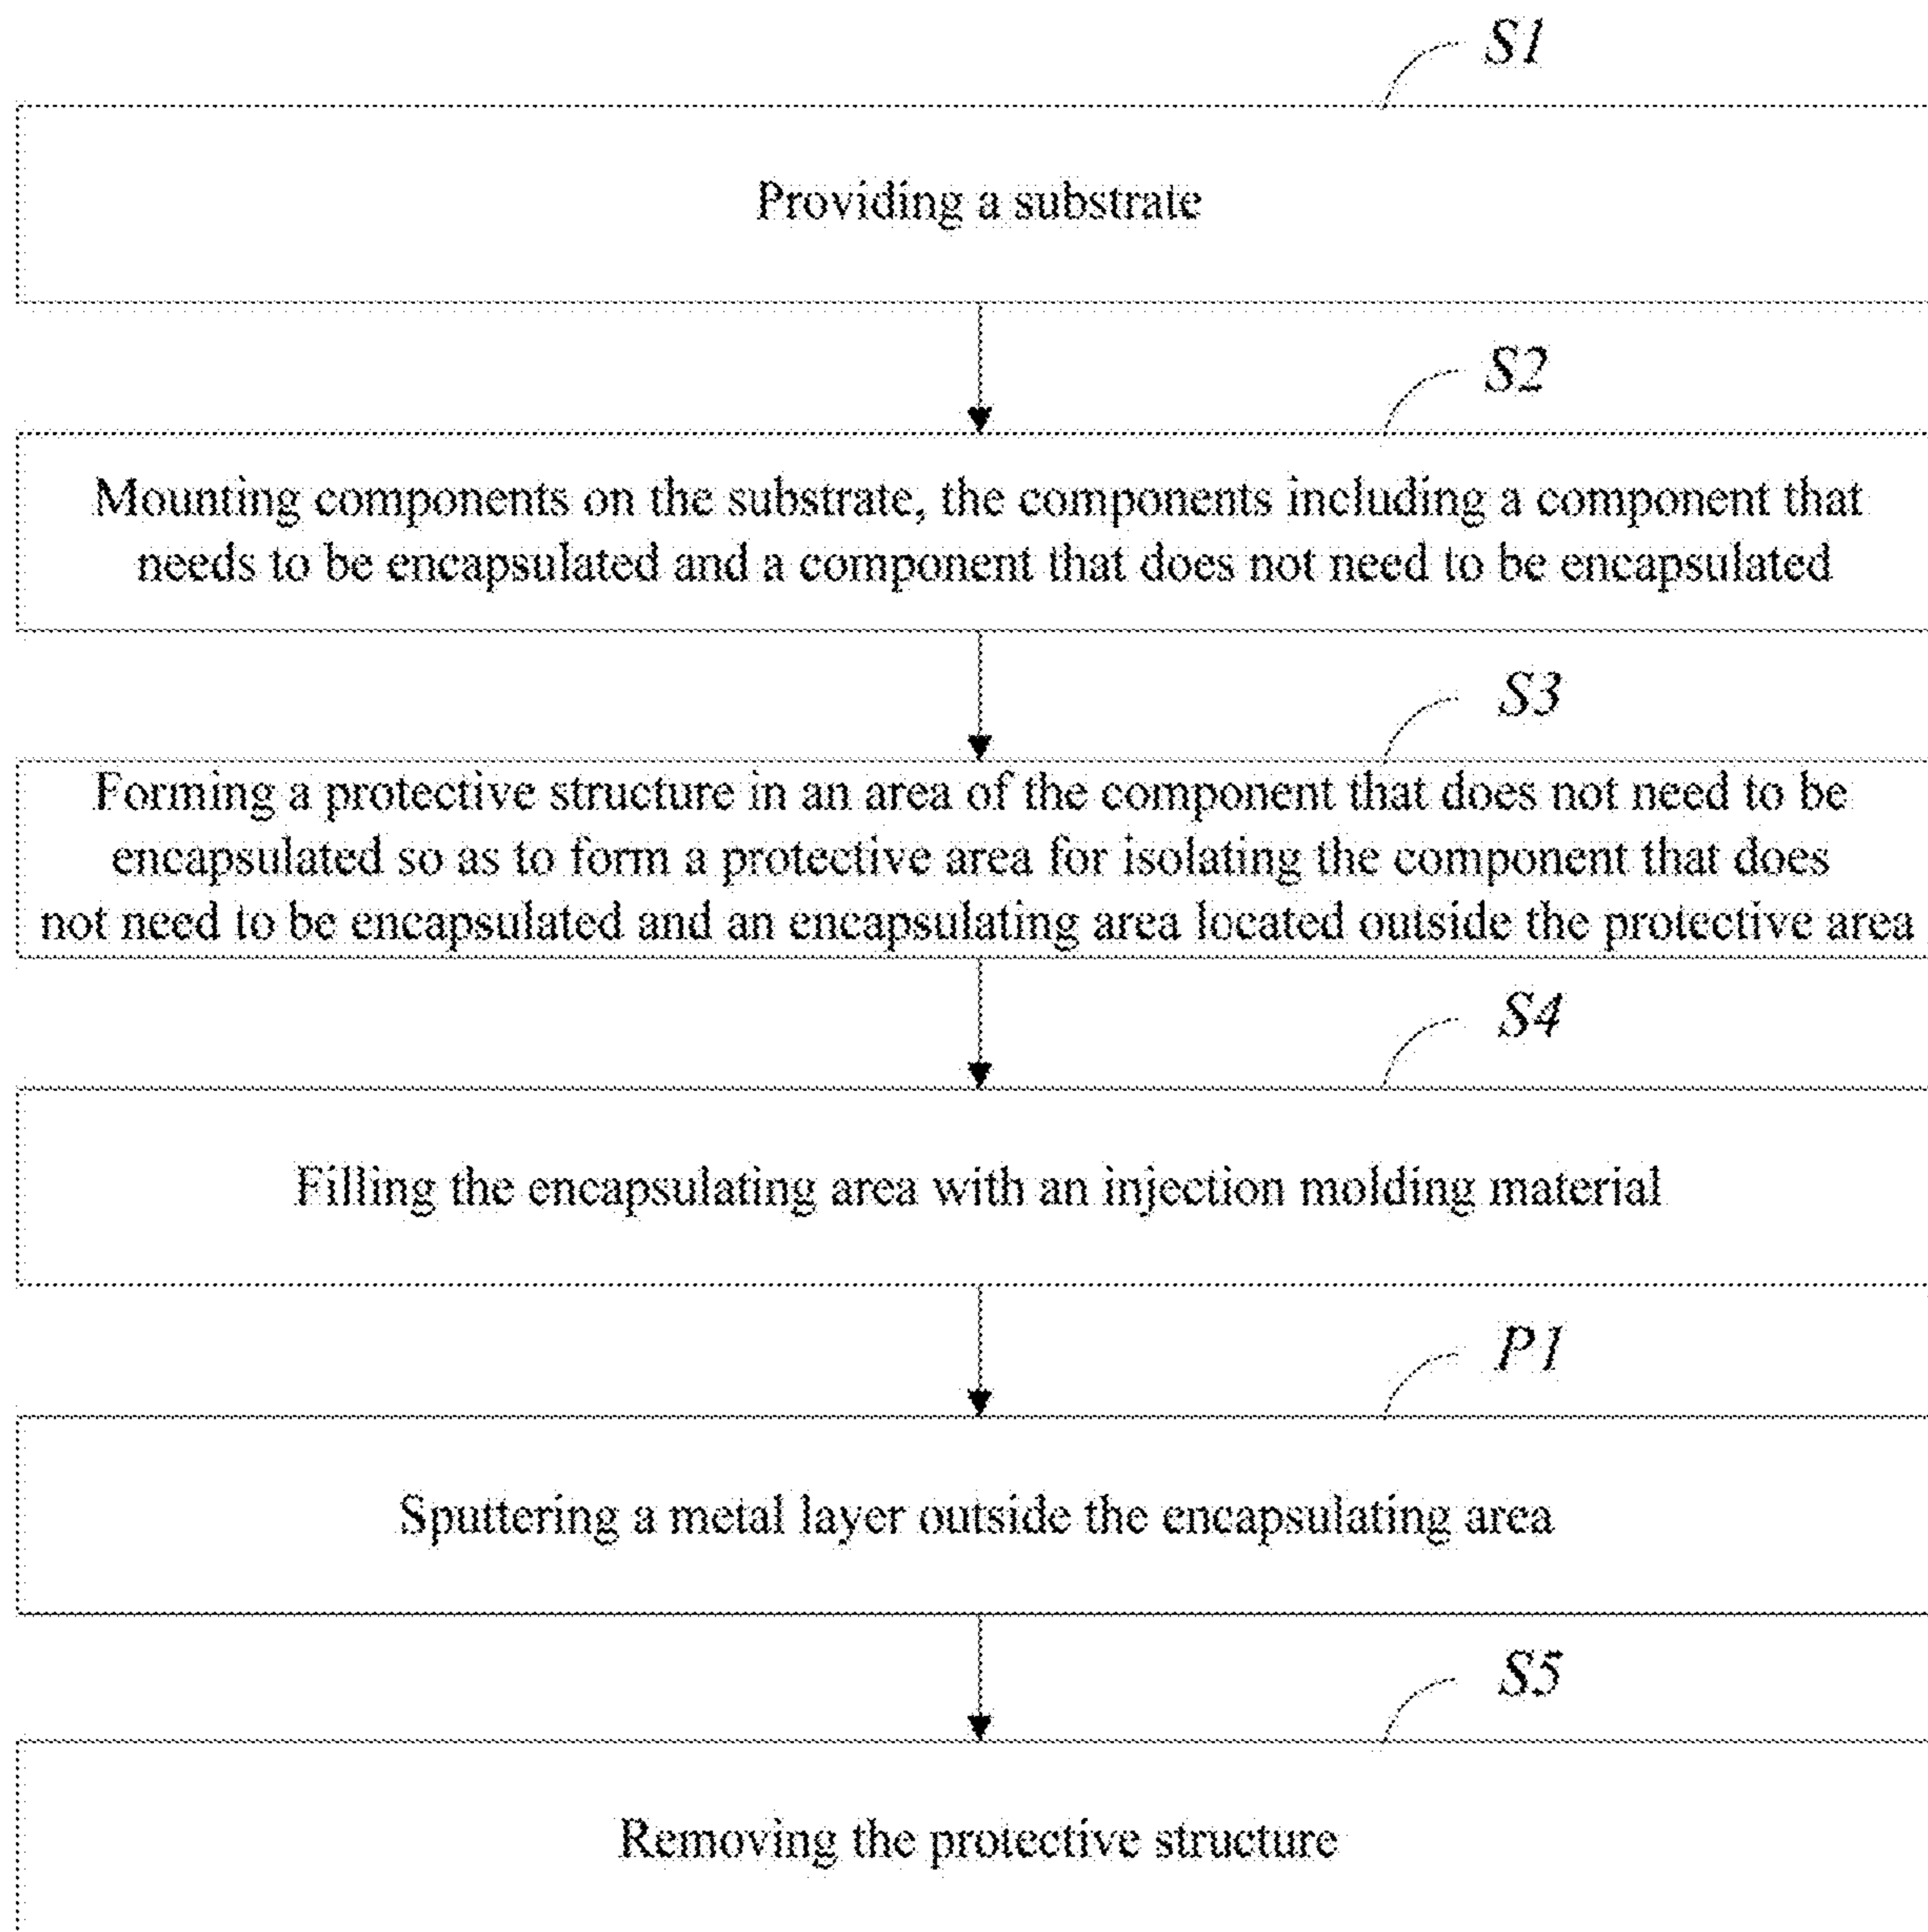 S1
Providing a substrate
S2
Mounting components on the substrate, the components including a component that
needs to be encapsulated and a component that does not need to be encapsulated
S3
Forming a protective structure in an area of the component that does not need to be
encapsulated so as to form a protective area for isolating the component that does
not need to be encapsulated and an encapsulating area located outside the protective area
S4
Filling the encapsulating area with an injection molding material
P1
Sputtering a metal layer outside the encapsulating area
S5
Removing the protective structure